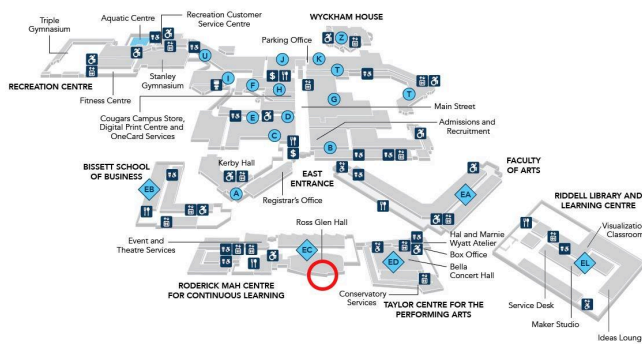 WYCKHAM HOUSE
Z
Recreation Customer
Service Centre
Aquatic Centre
Triple
Gymnasium
Parking Office
U
J
K
T
I
F
H
G
T
RECREATION CENTRE
Stanley
Gymnasium
Fitness Centre
Main Street
Cougars Campus Store,
Digital Print Centre and
OneCard Services
E
D
C
B
Admissions and
Recruitment
$
$
BISSETT SCHOOL
OF BUSINESS
EB
Kerby Hall
A
EAST
ENTRANCE
Registrar's Office
FACULTY
OF ARTS
EA
RIDDELL LIBRARY AND
LEARNING CENTRE
Visualizatio
Classroom
EL
Service Desk
Maker Studio
Ideas Loung
Ross Glen Hall
Event and
Theatre Services
EC
RODERICK MAH CENTRE
FOR CONTINUOUS LEARNING
Hal and Marnie
Wyatt Atelier
Box Office
Bella
Concert Hall
ED
Conservatory
Services
TAYLOR CENTRE FOR THE
PERFORMING ARTS